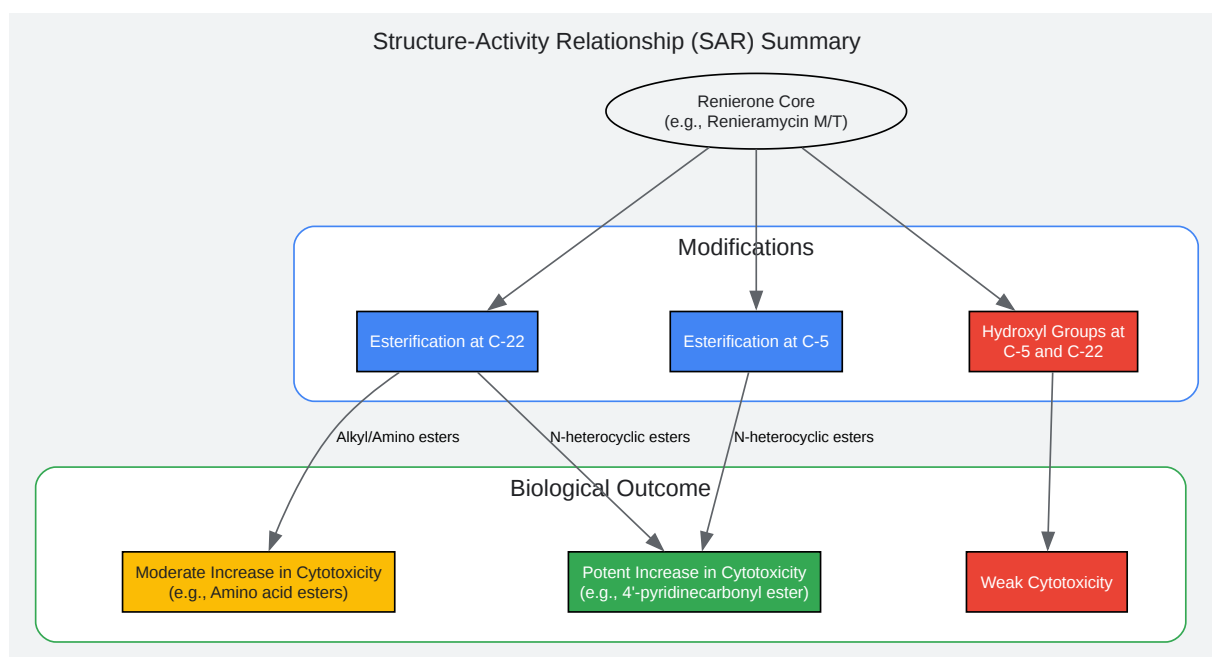 Structure-Activity Relationship (SAR) Summary
Renierone Core
(e.g., Renieramycin M/T)
Modifications
Esterification at C-22
Esterification at C-5
Hydroxyl Groups at
C-5 and C-22
Alkyl/Amino esters
N-heterocyclic esters
N-heterocyclic esters
Biological Outcome
Moderate Increase in Cytotoxicity
(e.g., Amino acid esters)
Potent Increase in Cytotoxicity
(e.g., 4'-pyridinecarbonyl ester)
Weak Cytotoxicity